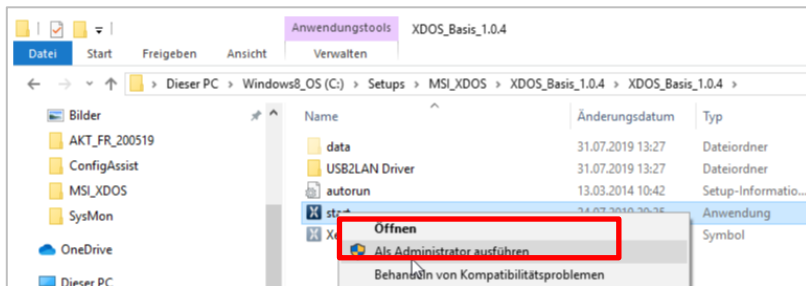 Anwendungstools XDOS_Basis_1.0.4
Datei Start Freigeben Ansicht Verwalten
Dieser PC > Windows8_OS (C:) > Setups > MSI_XDOS > XDOS_Basis_1.0.4 > XDOS_Basis_1.0.4 >
Bilder
AKT_FR_200519
ConfigAssist
MSI_XDOS
SysMon
OneDrive
Dieser PC
Name Änderungsdatum Typ
data 31.07.2019 13:27 Dateiordner
USB2LAN Driver 31.07.2019 13:27 Dateiordner
autorun 13.03.2014 10:42 Setup-Informatio...
start Anwendung
Symbol
Öffnen
Als Administrator ausführen
Behandeln von Kompatibilitätsproblemen